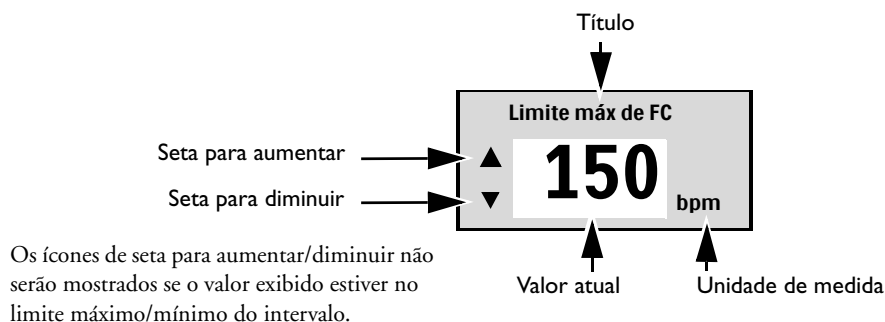 Título
Limite máx de FC
Seta para aumentar
150
Seta para diminuir
bpm
Os ícones de seta para aumentar/diminuir não
serão mostrados se o valor exibido estiver no
limite máximo/mínimo do intervalo.
Valor atual
Unidade de medida